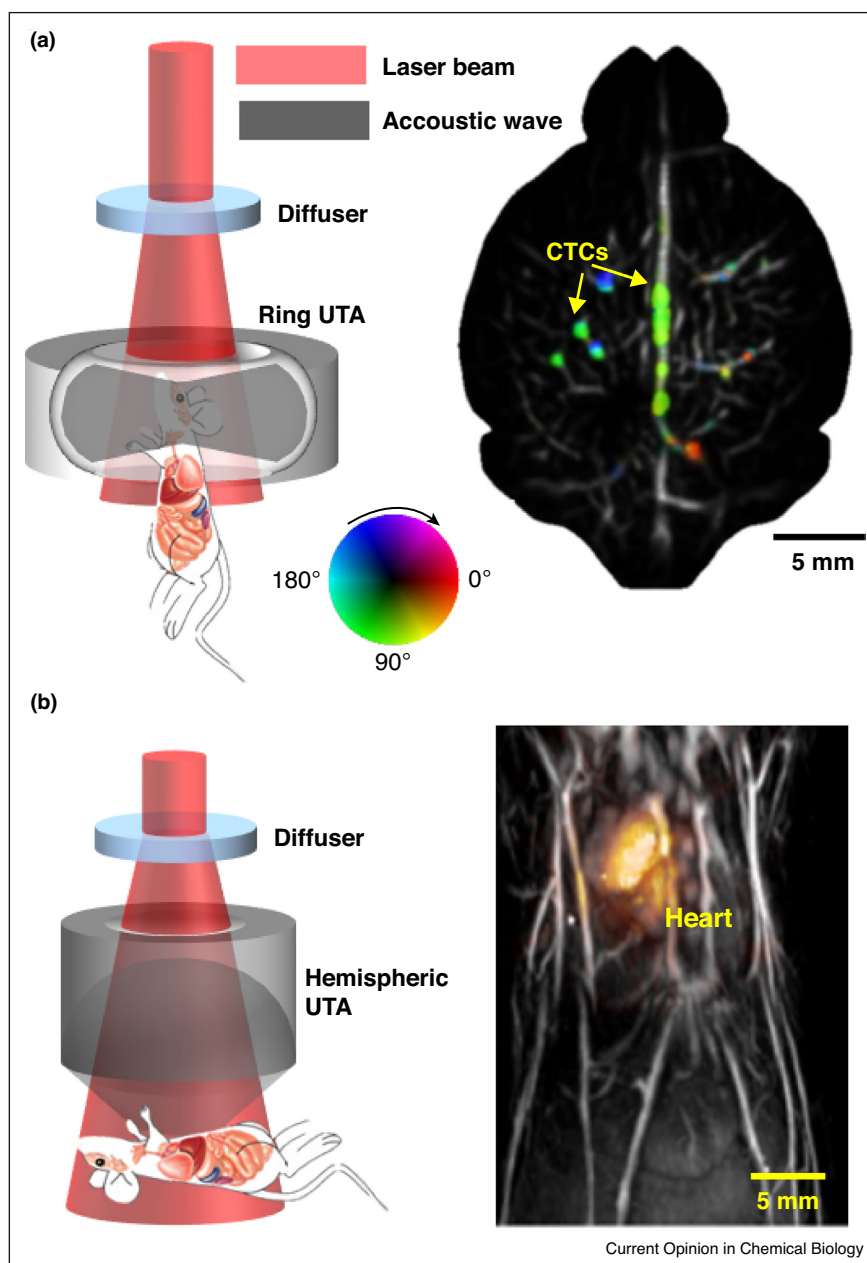 (a)
Laser beam
Accoustic wave
Diffuser
Ring UTA
CTCs
180°
0°
90°
5 mm
(b)
Diffuser
Hemispheric
UTA
Heart
5 mm
Current Opinion in Chemical Biology